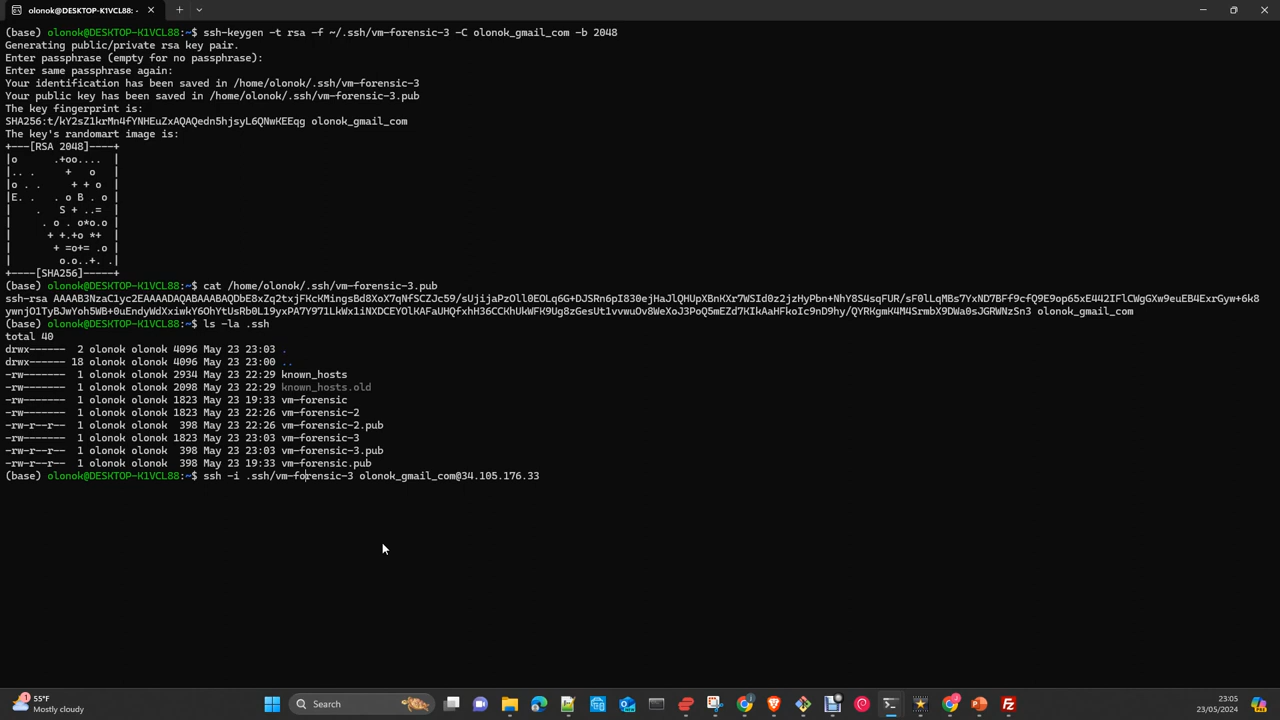 olonok@DESKTOP-K1VCL88: ~
(base) olonok@DESKTOP-K1VCL88:~$ ssh-keygen -t rsa -f ~/.ssh/vm-forensic-3 -C olonok_gmail_com -b 2048
Generating public/private rsa key pair.
Enter passphrase (empty for no passphrase):
Enter same passphrase again:
Your identification has been saved in /home/olonok/.ssh/vm-forensic-3
Your public key has been saved in /home/olonok/.ssh/vm-forensic-3.pub
The key fingerprint is:
SHA256:t/kY2sZ1krMn4fYNHEuZxAQAQedn5hjsyL6QNwKEEqg olonok_gmail_com
The key's randomart image is:
+---[RSA 2048]----+
|o      .+oo....  |
|.. .     +   o   |
|o . .     + + o  |
|E. .   . o B . o |
|    .   S + ..=  |
|     . o . o*o.o |
|      + +.+o *+  |
|       + =o+= .o |
|        o.o..+. .|
+----[SHA256]-----+
(base) olonok@DESKTOP-K1VCL88:~$ cat /home/olonok/.ssh/vm-forensic-3.pub
ssh-rsa olonok_gmail_com
(base) olonok@DESKTOP-K1VCL88:~$ ls -la .ssh
total 40
drwx------  2 olonok olonok 4096 May 23 23:03 .
drwx------ 18 olonok olonok 4096 May 23 23:00 ..
-rw-------  1 olonok olonok 2934 May 23 22:29 known_hosts
-rw-------  1 olonok olonok 2098 May 23 22:29 known_hosts.old
-rw-------  1 olonok olonok 1823 May 23 19:33 vm-forensic
-rw-------  1 olonok olonok 1823 May 23 22:26 vm-forensic-2
-rw-r--r--  1 olonok olonok  398 May 23 22:26 vm-forensic-2.pub
-rw-------  1 olonok olonok 1823 May 23 23:03 vm-forensic-3
-rw-r--r--  1 olonok olonok  398 May 23 23:03 vm-forensic-3.pub
-rw-r--r--  1 olonok olonok  398 May 23 19:33 vm-forensic.pub
(base) olonok@DESKTOP-K1VCL88:~$ ssh -i .ssh/vm-forensic-3 olonok_gmail_com@34.105.176.33
55°F
Mostly cloudy
Search
23:05
23/05/2024